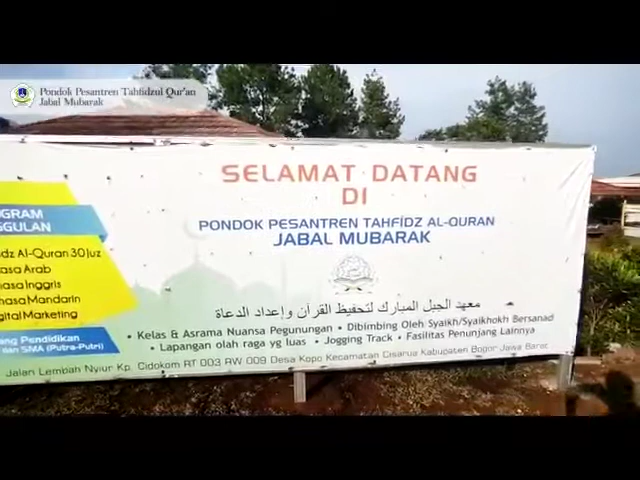 Pondok Pesantren Tahfidzul Qur'an
Jabal Mubarak
SELAMAT DATANG
DI
PONDOK PESANTREN TAHFIDZ AL-QURAN
JABAL MUBARAK
OGRAM
GGULAN
dz AL-Quran 30 Juz
asa Arab
asa Inggris
hasa Mandarin
igital Marketing
ng Pendidikan
an SMA (Putra-Putri)
معهد الجبل المبارك لتحفيظ القرآن وإعداد الدعاة
• Kelas & Asrama Nuansa Pegunungan • Dibimbing Oleh Syaikh/Syaikhokh Bersanad
• Lapangan olah raga yg luas • Jogging Track • Fasilitas Penunjang Lainnya
Jalan Lembah Nyiur Kp. Cidokom RT 003 RW 009 Desa Kopo Kecamatan Cisarua Kabupaten Bogor Jawa Barat